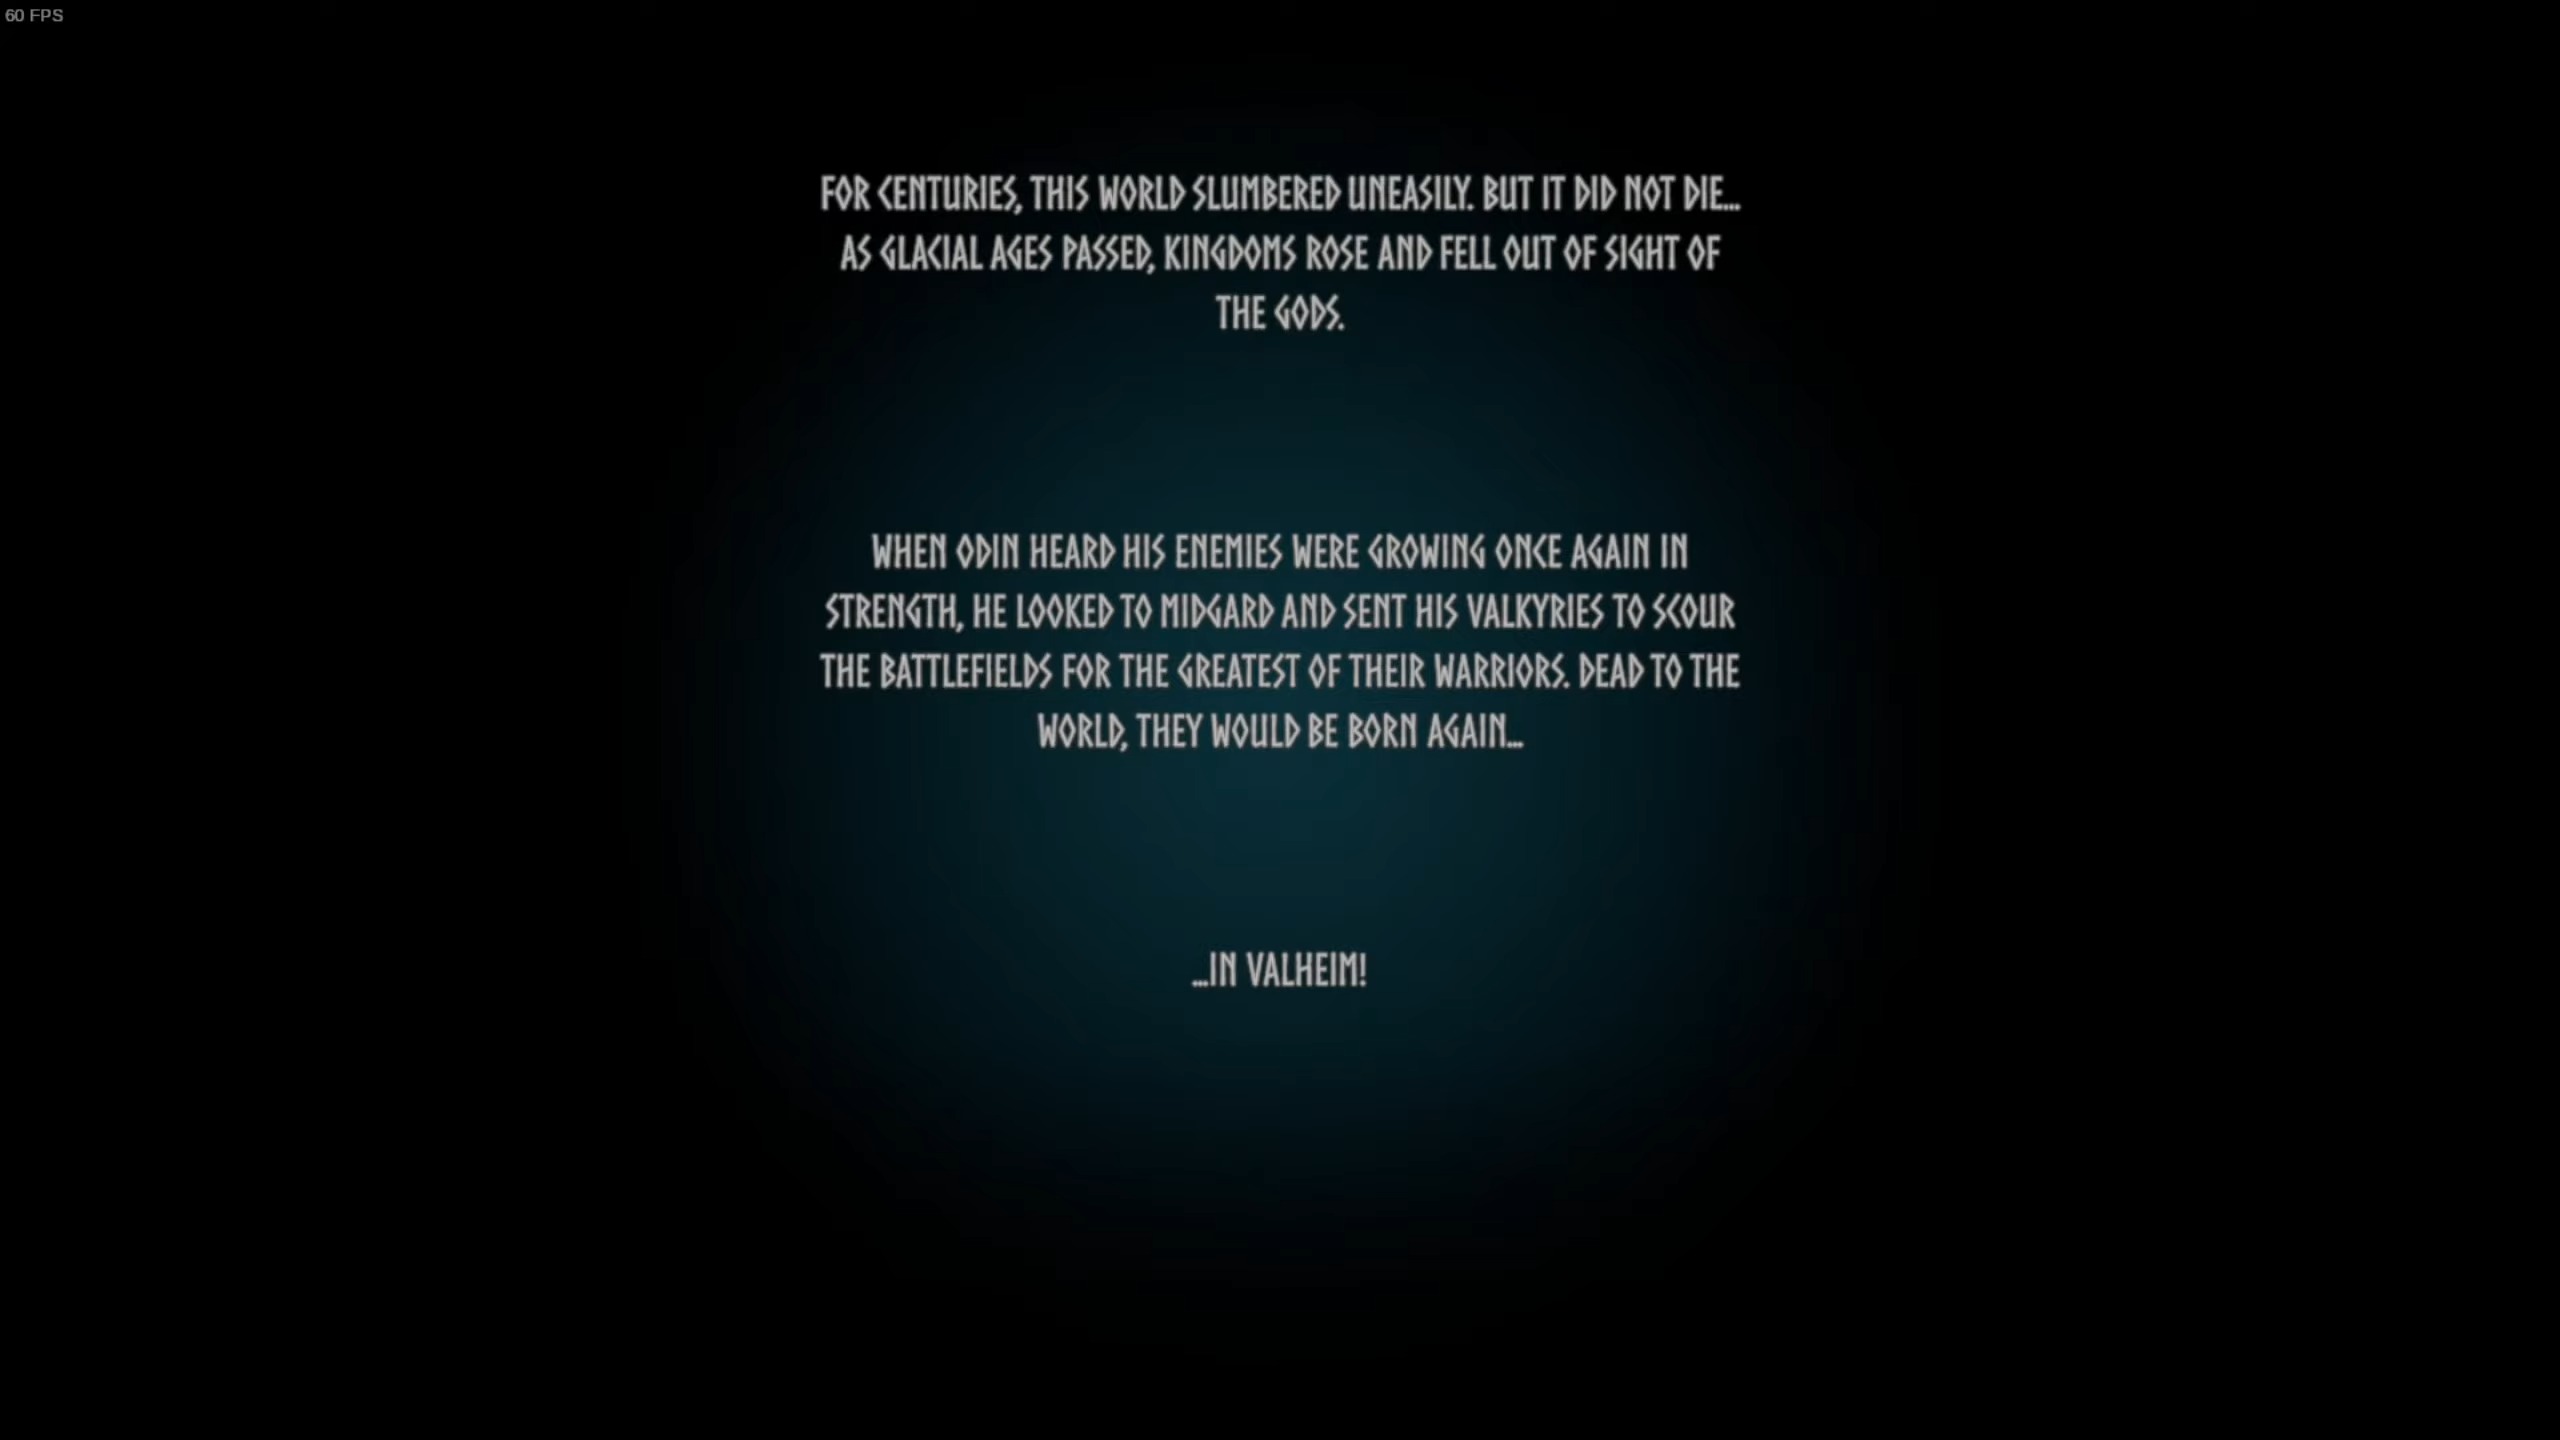 60 FPS
FOR CENTURIES, THIS WORLD SLUMBERED UNEASILY. BUT IT DID NOT DIE...
AS GLACIAL AGES PASSED, KINGDOMS ROSE AND FELL OUT OF SIGHT OF
THE GODS.
WHEN ODIN HEARD HIS ENEMIES WERE GROWING ONCE AGAIN IN
STRENGTH, HE LOOKED TO MIDGARD AND SENT HIS VALKYRIES TO SCOUR
THE BATTLEFIELDS FOR THE GREATEST OF THEIR WARRIORS. DEAD TO THE
WORLD, THEY WOULD BE BORN AGAIN...
...IN VALHEIM!